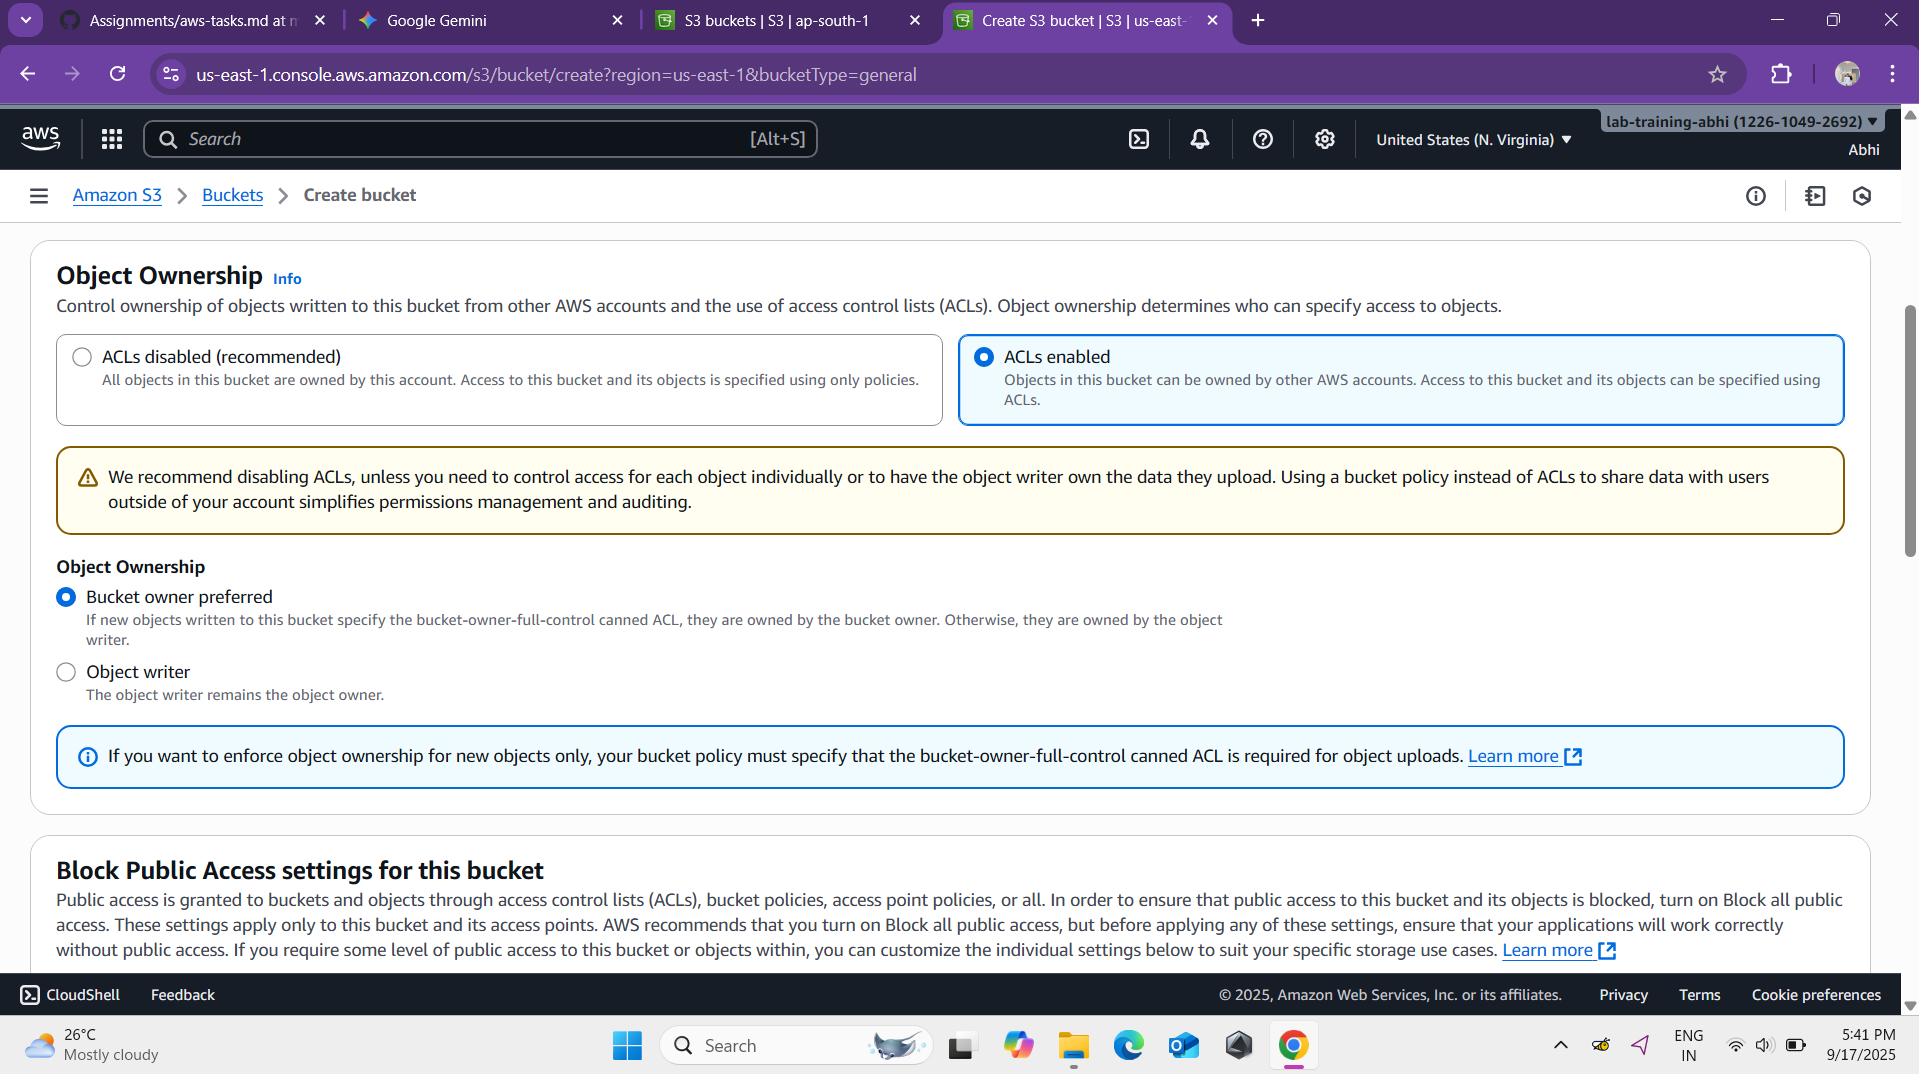 Assignments/aws-tasks.md at m
Google Gemini
S3 buckets | S3 | ap-south-1
Create S3 bucket | S3 | us-east-
us-east-1.console.aws.amazon.com/s3/bucket/create?region=us-east-1&bucketType=general
aws
Search
[Alt+S]
United States (N. Virginia)
lab-training-abhi (1226-1049-2692)
Abhi
Amazon S3
Buckets
Create bucket
Object Ownership Info
Control ownership of objects written to this bucket from other AWS accounts and the use of access control lists (ACLs). Object ownership determines who can specify access to objects.
ACLs disabled (recommended)
All objects in this bucket are owned by this account. Access to this bucket and its objects is specified using only policies.
ACLs enabled
Objects in this bucket can be owned by other AWS accounts. Access to this bucket and its objects can be specified using
ACLs.
We recommend disabling ACLs, unless you need to control access for each object individually or to have the object writer own the data they upload. Using a bucket policy instead of ACLs to share data with users
outside of your account simplifies permissions management and auditing.
Object Ownership
Bucket owner preferred
If new objects written to this bucket specify the bucket-owner-full-control canned ACL, they are owned by the bucket owner. Otherwise, they are owned by the object
writer.
Object writer
The object writer remains the object owner.
If you want to enforce object ownership for new objects only, your bucket policy must specify that the bucket-owner-full-control canned ACL is required for object uploads. Learn more
Block Public Access settings for this bucket
Public access is granted to buckets and objects through access control lists (ACLs), bucket policies, access point policies, or all. In order to ensure that public access to this bucket and its objects is blocked, turn on Block all public
access. These settings apply only to this bucket and its access points. AWS recommends that you turn on Block all public access, but before applying any of these settings, ensure that your applications will work correctly
without public access. If you require some level of public access to this bucket or objects within, you can customize the individual settings below to suit your specific storage use cases. Learn more
CloudShell
Feedback
© 2025, Amazon Web Services, Inc. or its affiliates.
Privacy
Terms
Cookie preferences
26°C
Mostly cloudy
Search
ENG
IN
5:41 PM
9/17/2025